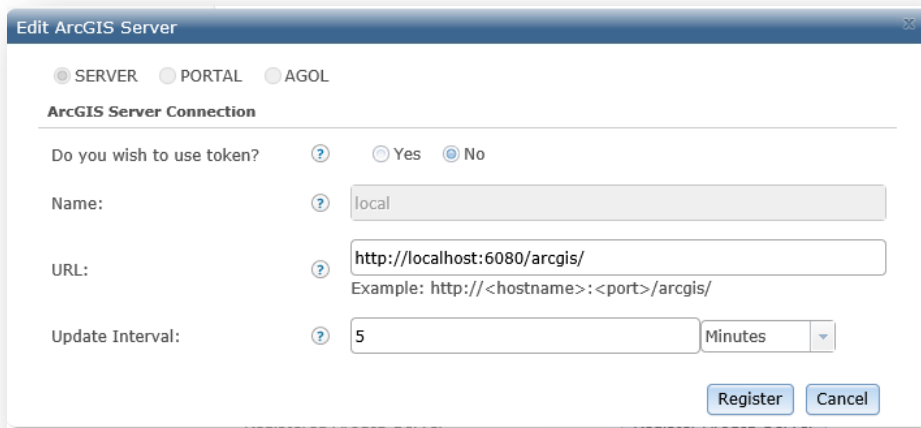 Edit ArcGIS Server
SERVER PORTAL AGOL
ArcGIS Server Connection
Do you wish to use token? ? Yes No
Name: ? local
URL: ? http://localhost:6080/arcgis/
Example: http://<hostname>:<port>/arcgis/
Update Interval: ? 5 Minutes
Register Cancel